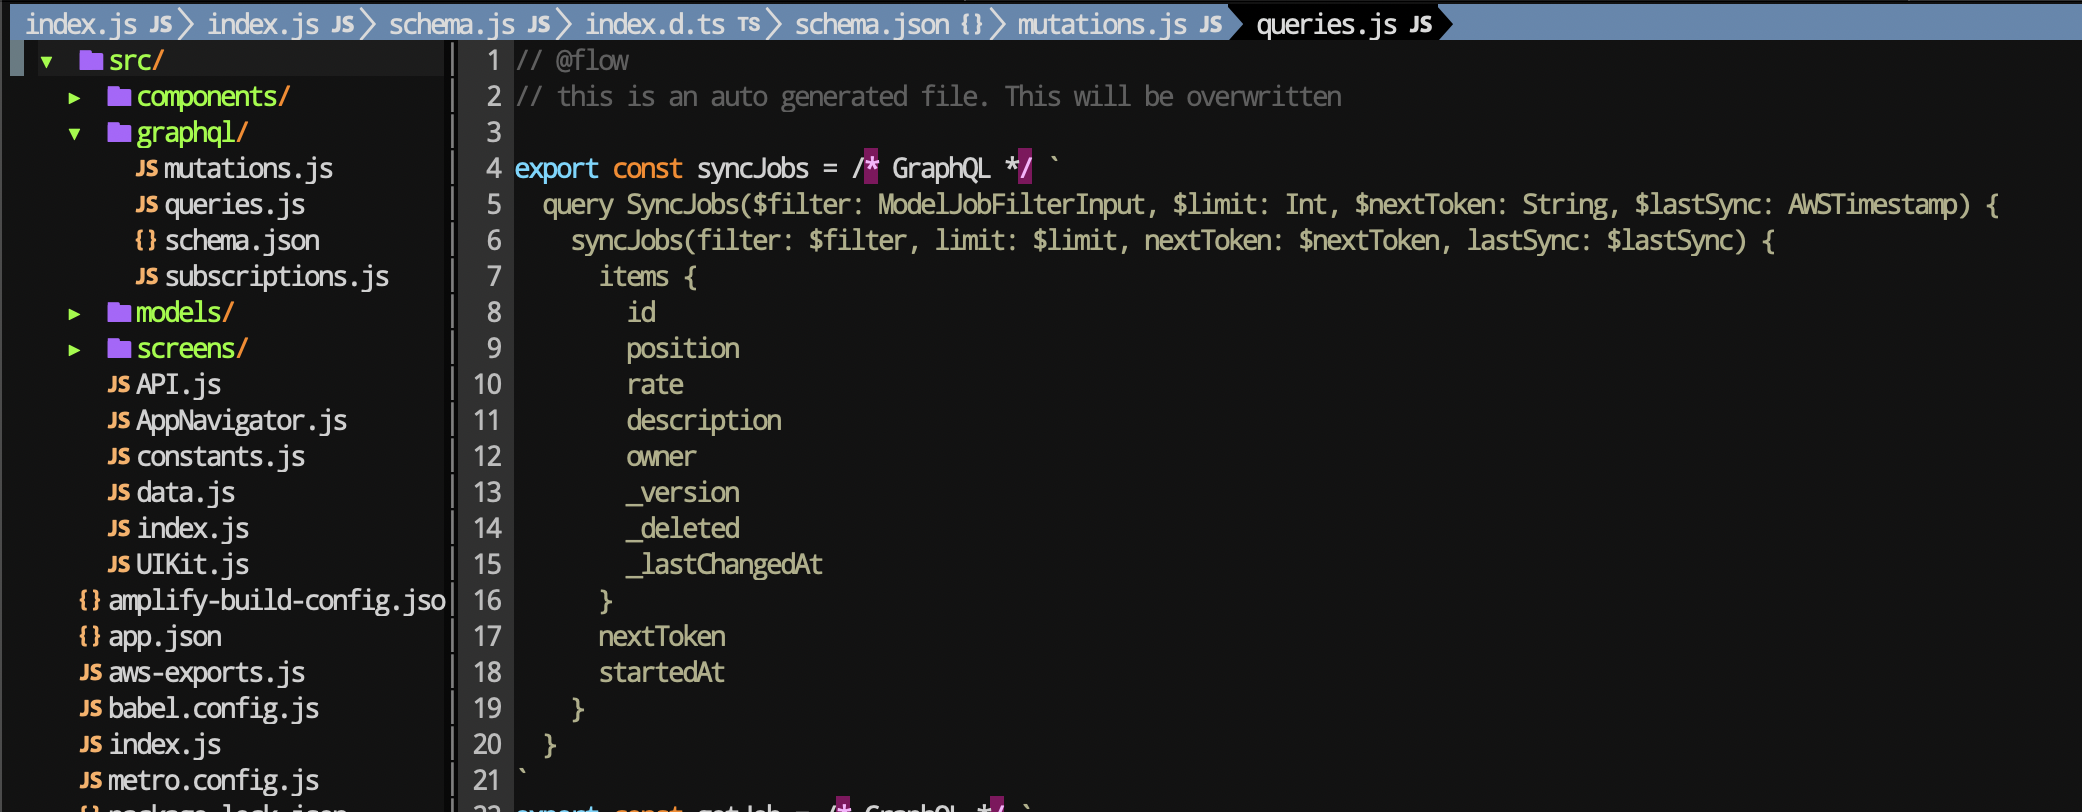 index.js JS index.js JS schema.js JS index.d.ts TS schema.json {} mutations.js JS queries.js JS
▼ src/
▸ components/
▼ graphql/
JS mutations.js
JS queries.js
{} schema.json
JS subscriptions.js
▸ models/
▸ screens/
JS API.js
JS AppNavigator.js
JS constants.js
JS data.js
JS index.js
JS UIKit.js
{} amplify-build-config.jso
{} app.json
JS aws-exports.js
JS babel.config.js
JS index.js
JS metro.config.js
{} package-lock.json
1 // @flow
2 // this is an auto generated file. This will be overwritten
3
4 export const syncJobs = /* GraphQL */ `
5   query SyncJobs($filter: ModelJobFilterInput, $limit: Int, $nextToken: String, $lastSync: AWSTimestamp) {
6     syncJobs(filter: $filter, limit: $limit, nextToken: $nextToken, lastSync: $lastSync) {
7       items {
8         id
9         position
10         rate
11         description
12         owner
13         _version
14         _deleted
15         _lastChangedAt
16       }
17       nextToken
18       startedAt
19     }
20   }
21 `
22 export const getJob = /* GraphQL */ `